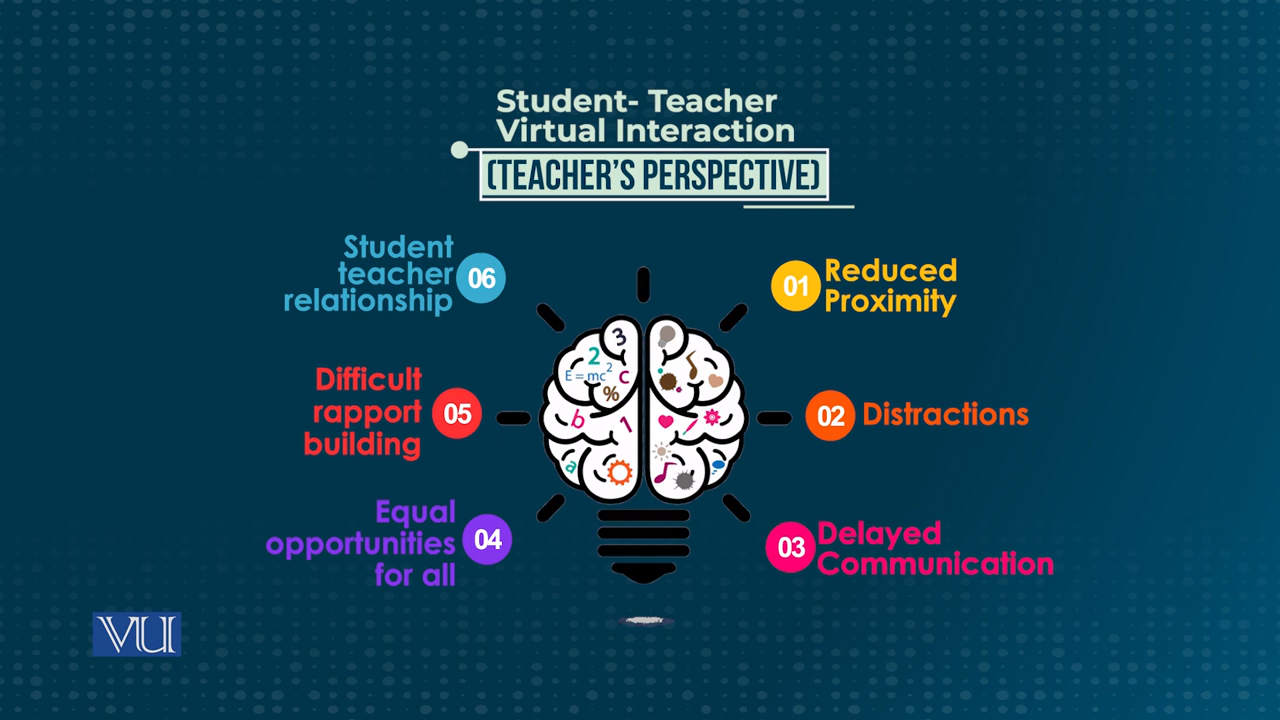 Student- Teacher
Virtual Interaction
(TEACHER'S PERSPECTIVE)
01
Reduced
Proximity
02
Distractions
03
Delayed
Communication
04
Equal
opportunities
for all
05
Difficult
rapport
building
06
Student
teacher
relationship
3
2
E = mc²
C
%
b
1
a
VU